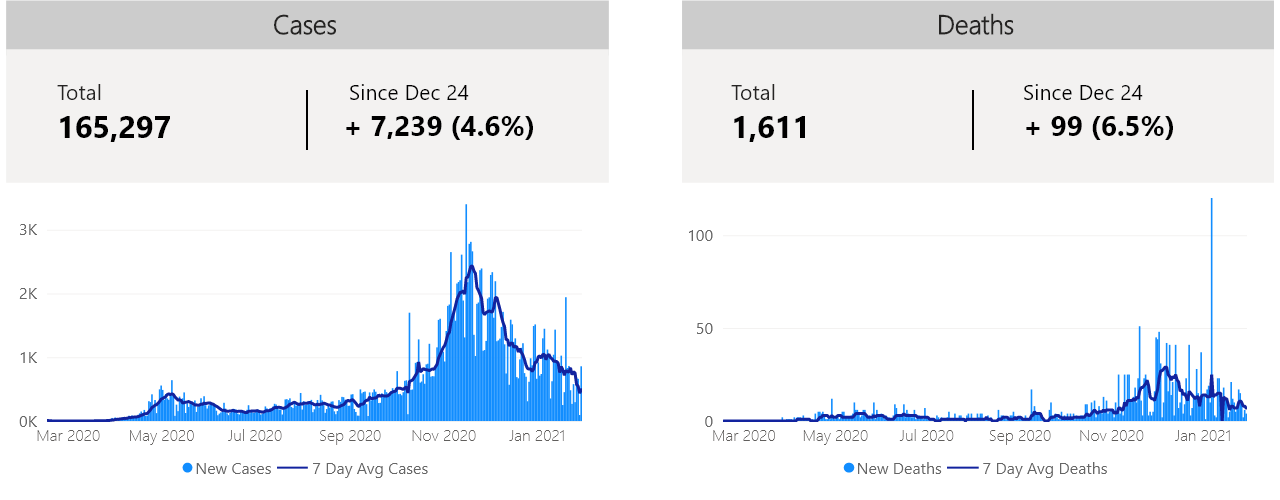 Cases
Total
165,297
Since Dec 24
+ 7,239 (4.6%)
3K
2K
1K
0K
Mar 2020 May 2020 Jul 2020 Sep 2020 Nov 2020 Jan 2021
New Cases 7 Day Avg Cases
Deaths
Total
1,611
Since Dec 24
+ 99 (6.5%)
100
50
0
Mar 2020 May 2020 Jul 2020 Sep 2020 Nov 2020 Jan 2021
New Deaths 7 Day Avg Deaths